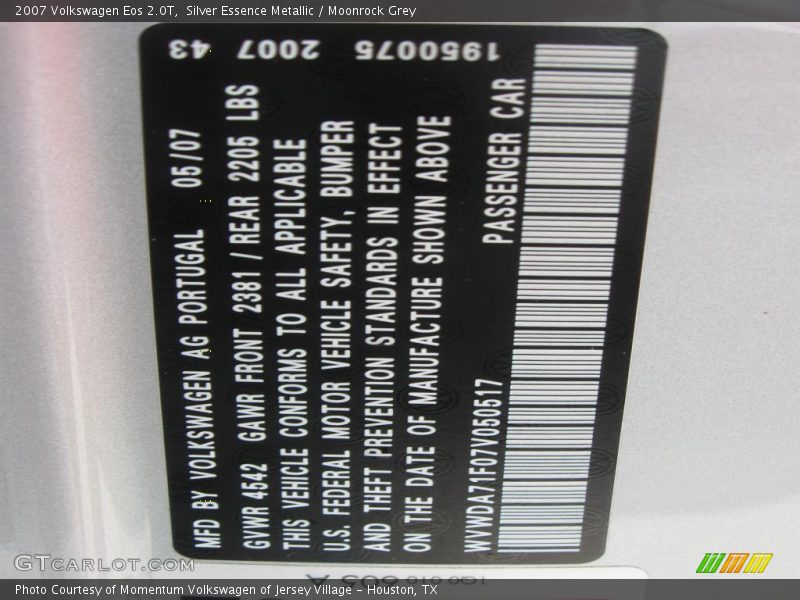 2007 Volkswagen Eos 2.0T, Silver Essence Metallic / Moonrock Grey
43 2007 1950075
MFD BY VOLKSWAGEN AG PORTUGAL 05/07
GVWR 4542 GAWR FRONT 2381 / REAR 2205 LBS
THIS VEHICLE CONFORMS TO ALL APPLICABLE
U.S. FEDERAL MOTOR VEHICLE SAFETY, BUMPER
AND THEFT PREVENTION STANDARDS IN EFFECT
ON THE DATE OF MANUFACTURE SHOWN ABOVE
WVWDA71F07V050517 PASSENGER CAR
GTCARLOT.COM
Photo Courtesy of Momentum Volkswagen of Jersey Village - Houston, TX